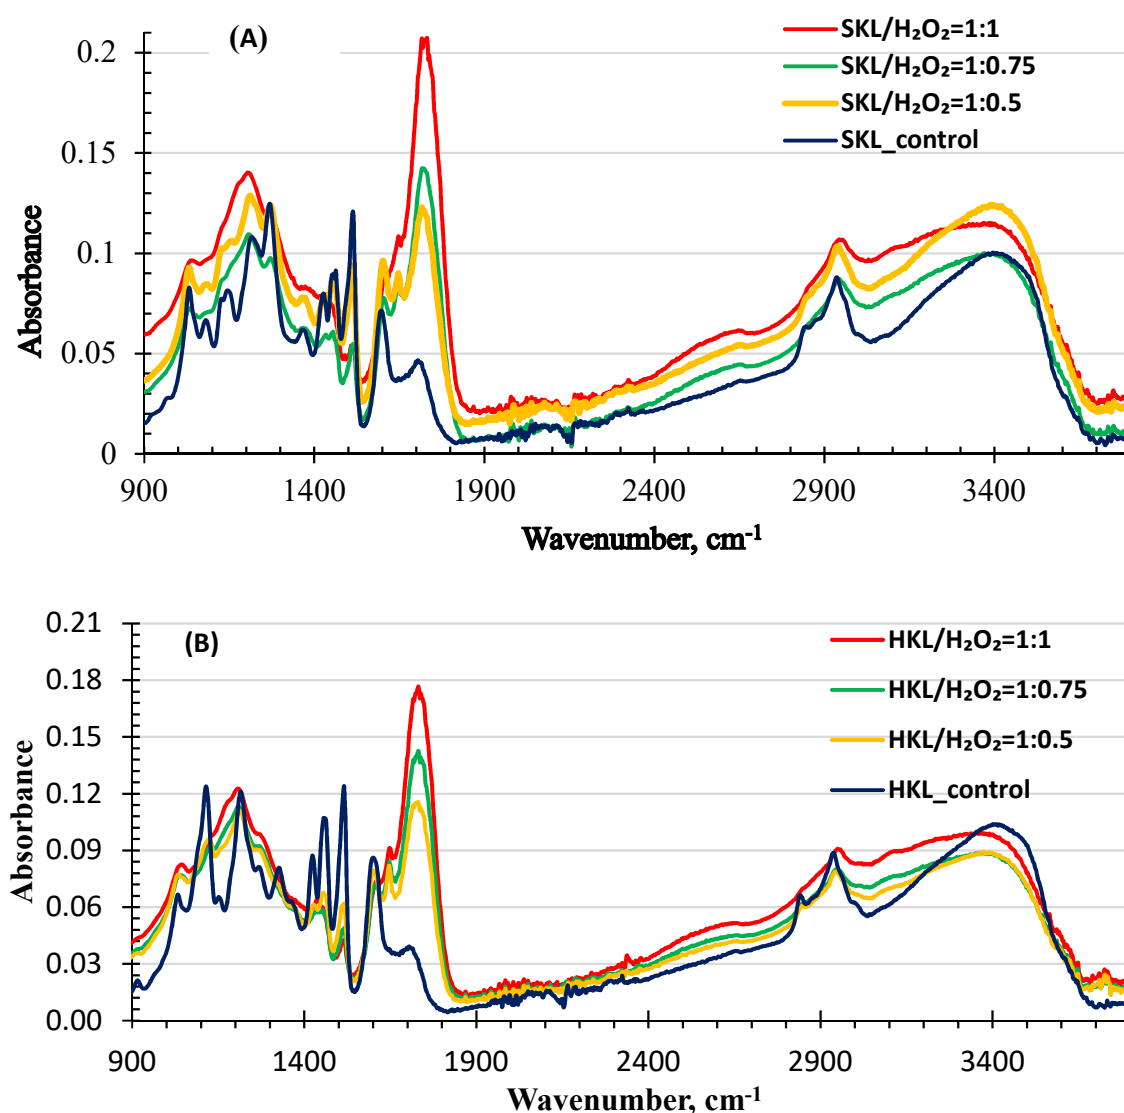 (A)
SKL/H₂O₂=1:1
SKL/H₂O₂=1:0.75
SKL/H₂O₂=1:0.5
SKL_control
Absorbance
0.2
0.15
0.1
0.05
0
900 1400 1900 2400 2900 3400
Wavenumber, cm⁻¹
(B)
HKL/H₂O₂=1:1
HKL/H₂O₂=1:0.75
HKL/H₂O₂=1:0.5
HKL_control
Absorbance
0.21
0.18
0.15
0.12
0.09
0.06
0.03
0.00
900 1400 1900 2400 2900 3400
Wavenumber, cm⁻¹